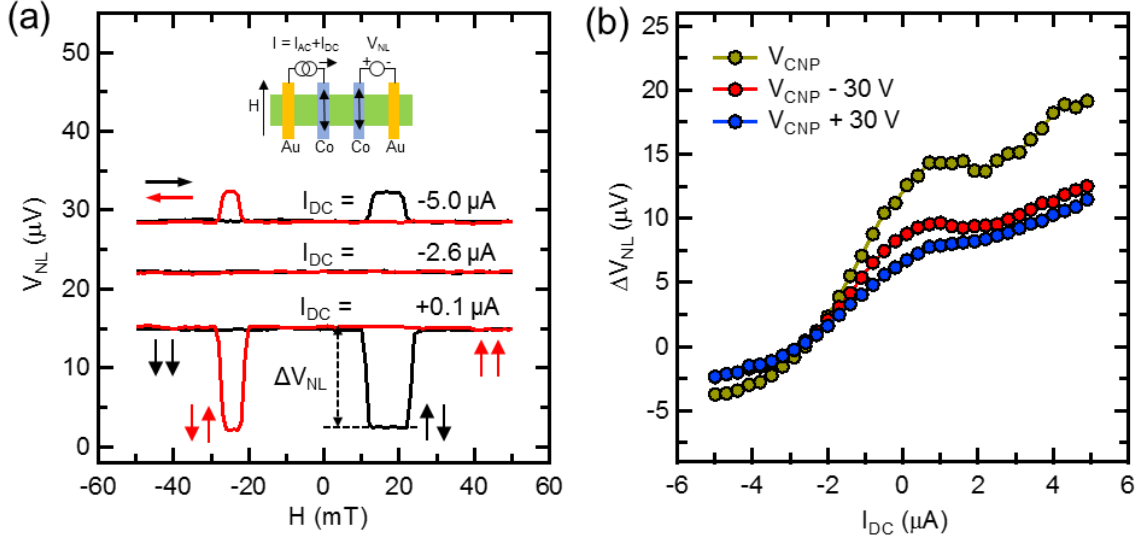 (a)
50
40
30
20
10
0
V_NL (μV)
-60 -40 -20 0 20 40 60
H (mT)
I = I_AC+I_DC
V_NL
+ -
H
Au Co Co Au
I_DC = -5.0 μA
I_DC = -2.6 μA
I_DC = +0.1 μA
ΔV_NL
(b)
25
20
15
10
5
0
-5
ΔV_NL (μV)
V_CNP
V_CNP - 30 V
V_CNP + 30 V
-6 -4 -2 0 2 4 6
I_DC (μA)